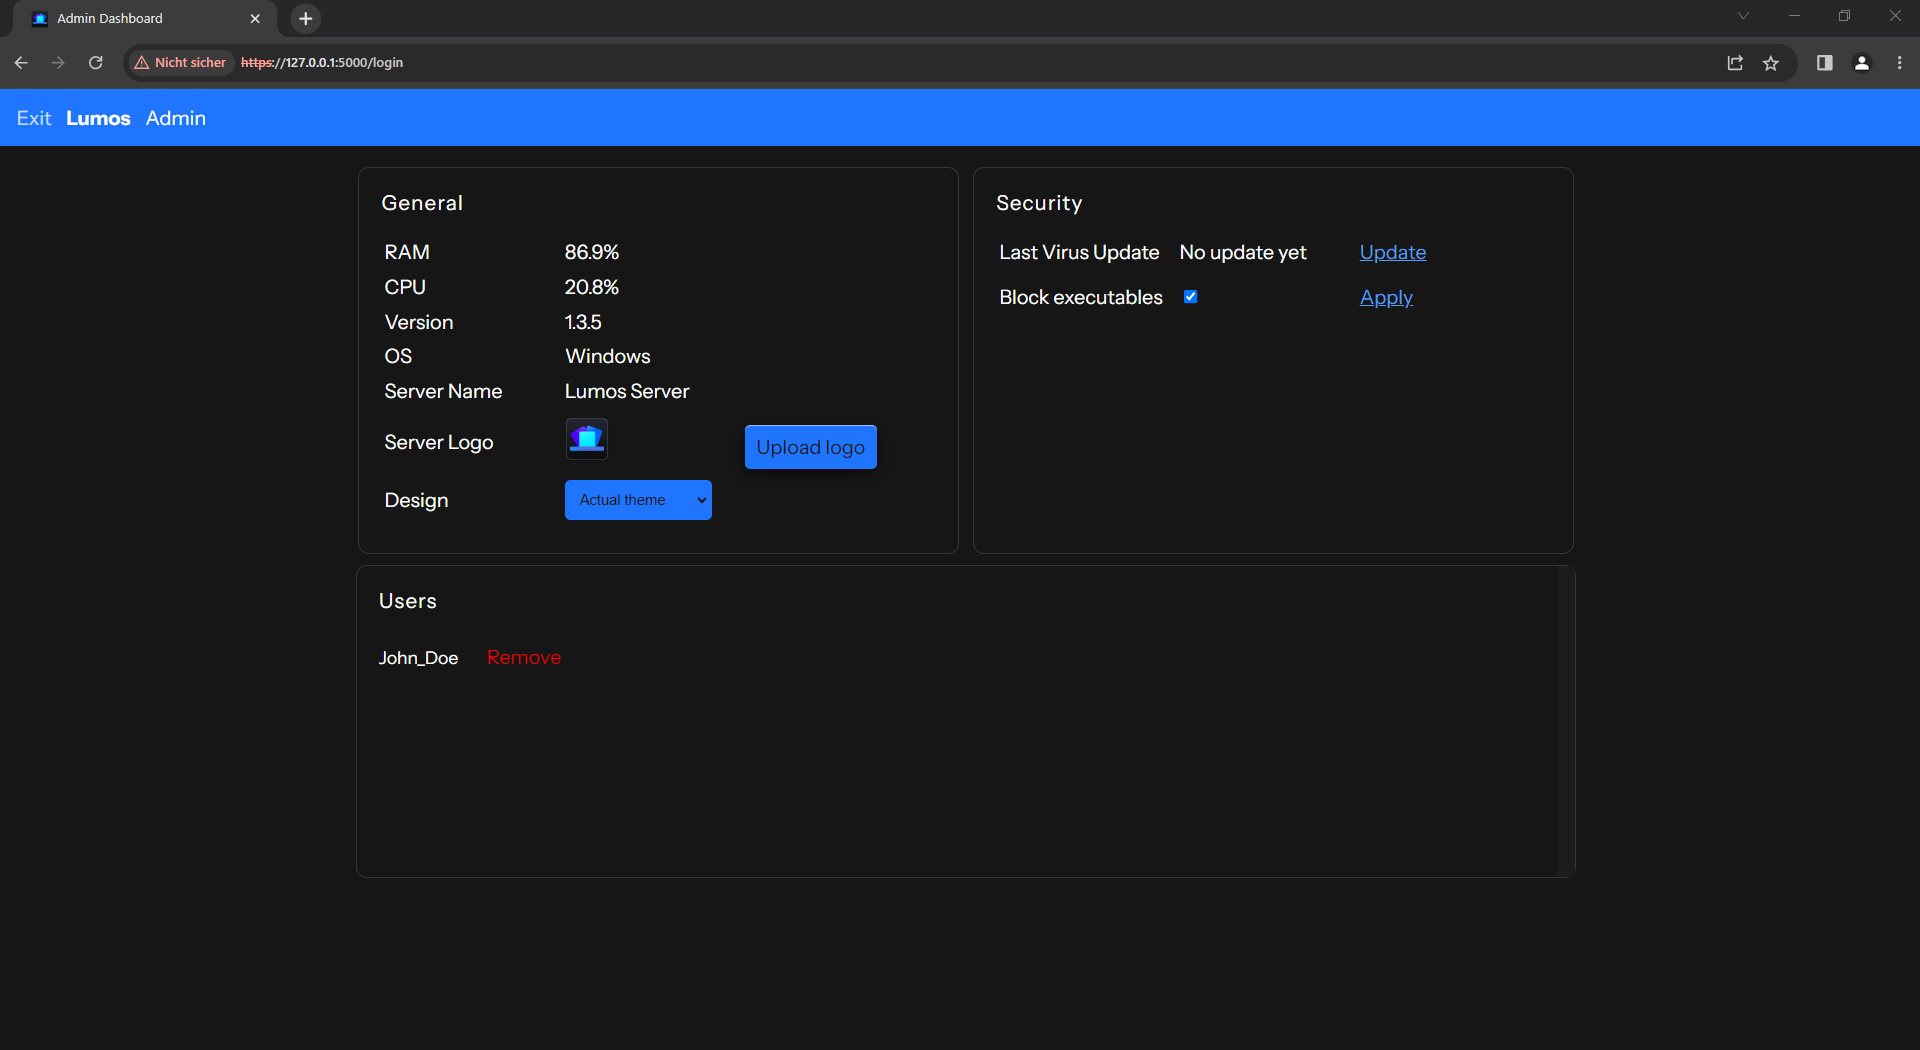 Admin Dashboard
Nicht sicher https://127.0.0.1:5000/login
Exit Lumos Admin
General
RAM 86.9%
CPU 20.8%
Version 1.3.5
OS Windows
Server Name Lumos Server
Server Logo Upload logo
Design Actual theme
Security
Last Virus Update No update yet Update
Block executables Apply
Users
John_Doe Remove